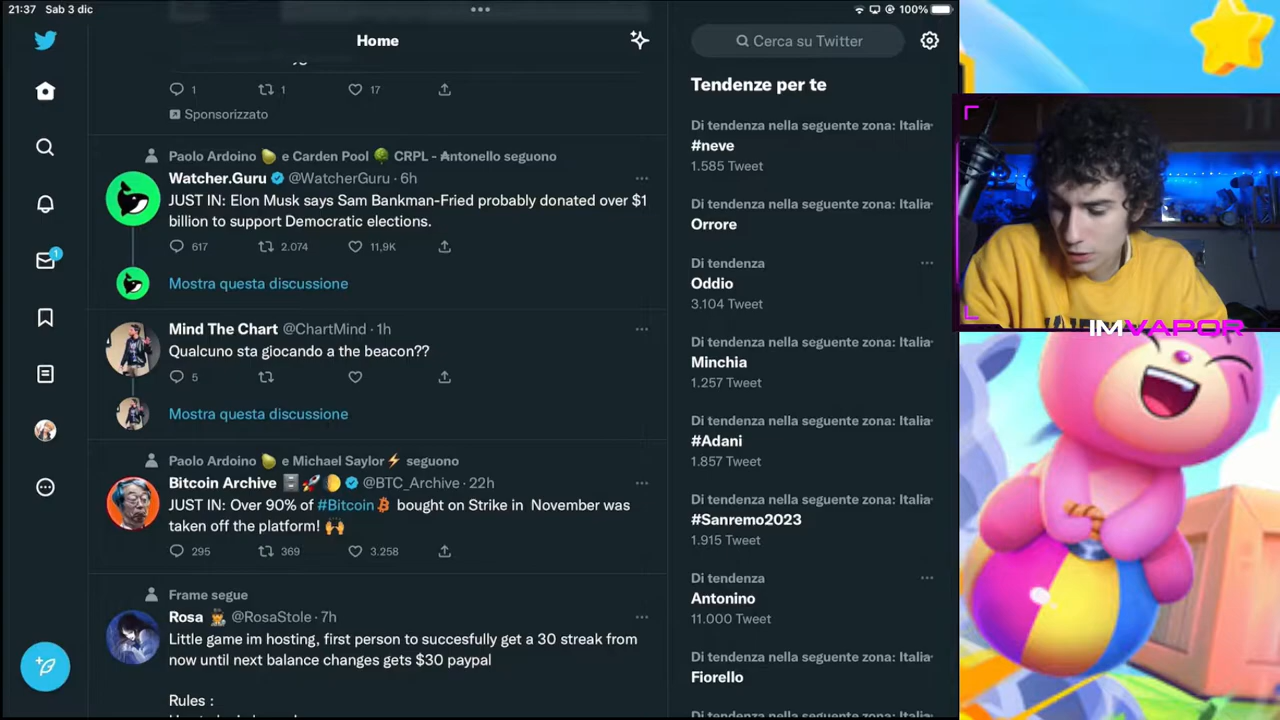 21:37 Sab 3 dic
100%
Home
1 1 17
Sponsorizzato
Paolo Ardoino 🍐 e Carden Pool 🌳 CRPL - ₳ntonello seguono
Watcher.Guru @WatcherGuru · 6h
JUST IN: Elon Musk says Sam Bankman-Fried probably donated over $1
billion to support Democratic elections.
617 2.074 11,9K
Mostra questa discussione
Mind The Chart @ChartMind · 1h
Qualcuno sta giocando a the beacon??
5
Mostra questa discussione
Paolo Ardoino 🍐 e Michael Saylor⚡ seguono
Bitcoin Archive 🗄🚀🌔 @BTC_Archive · 22h
JUST IN: Over 90% of #Bitcoin bought on Strike in November was
taken off the platform! 🙌
295 369 3.258
Frame segue
Rosa @RosaStole · 7h
Little game im hosting, first person to succesfully get a 30 streak from
now until next balance changes gets $30 paypal
Rules :
1
Cerca su Twitter
Tendenze per te
Di tendenza nella seguente zona: Italia
#neve
1.585 Tweet
Di tendenza nella seguente zona: Italia
Orrore
Di tendenza
Oddio
3.104 Tweet
Di tendenza nella seguente zona: Italia
Minchia
1.257 Tweet
Di tendenza nella seguente zona: Italia
#Adani
1.857 Tweet
Di tendenza nella seguente zona: Italia
#Sanremo2023
1.915 Tweet
Di tendenza
Antonino
11.000 Tweet
Di tendenza nella seguente zona: Italia
Fiorello
Di tendenza nella seguente zona: Italia
IMVAPOR